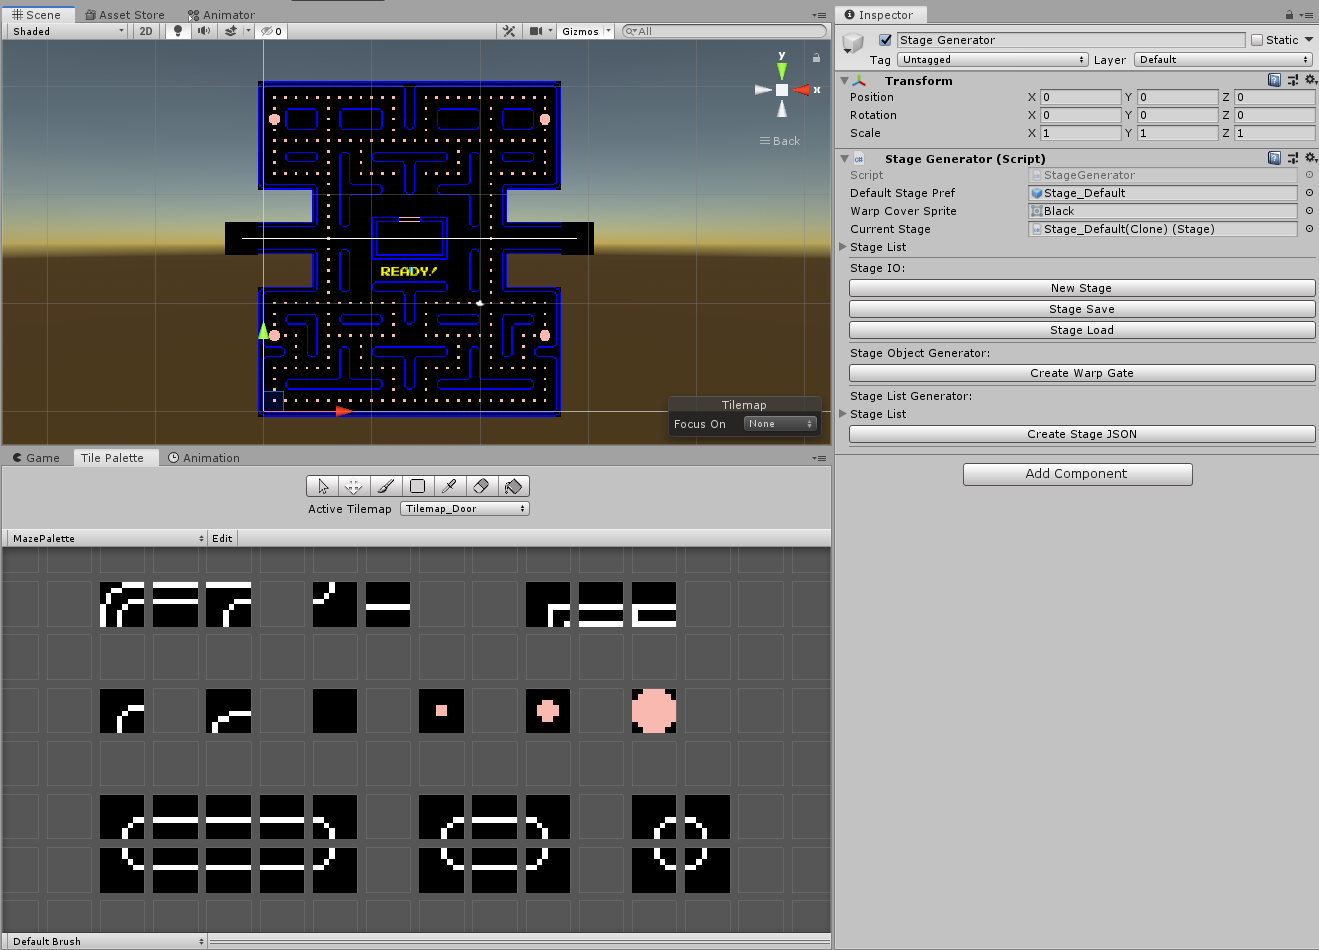 Scene Asset Store Animator
Shaded 2D 0 Gizmos All
y
x
Back
READY!
Tilemap
Focus On None
Game Tile Palette Animation
Active Tilemap Tilemap_Door
MazePalette Edit
Default Brush
Inspector
Stage Generator Static
Tag Untagged Layer Default
Transform
Position X 0 Y 0 Z 0
Rotation X 0 Y 0 Z 0
Scale X 1 Y 1 Z 1
Stage Generator (Script)
Script StageGenerator
Default Stage Pref Stage_Default
Warp Cover Sprite Black
Current Stage Stage_Default(Clone) (Stage)
Stage List
Stage IO:
New Stage
Stage Save
Stage Load
Stage Object Generator:
Create Warp Gate
Stage List Generator:
Stage List
Create Stage JSON
Add Component